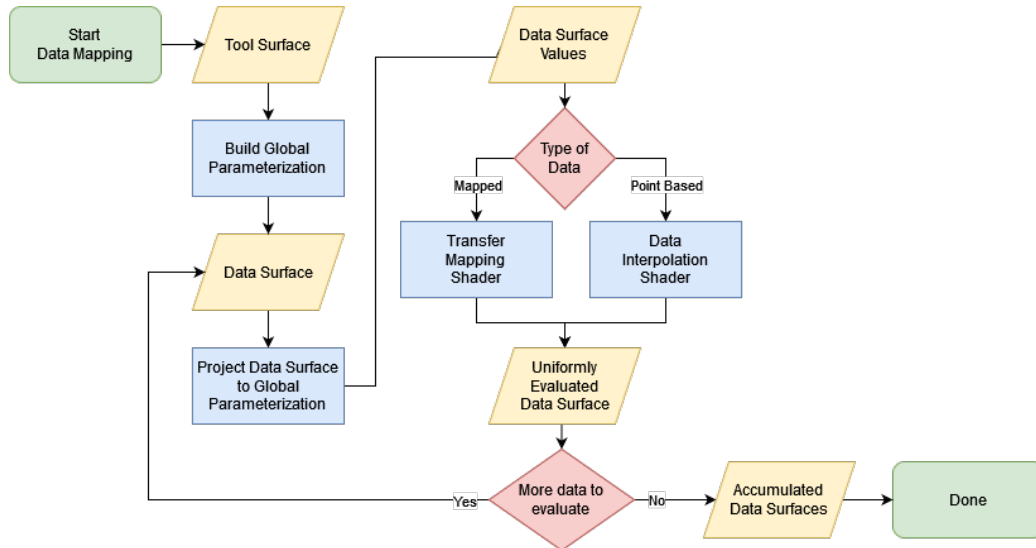 Start
Data Mapping
Tool Surface
Build Global
Parameterization
Data Surface
Project Data Surface
to Global
Parameterization
Data Surface
Values
Type of
Data
Mapped
Point Based
Transfer
Mapping
Shader
Data
Interpolation
Shader
Uniformly
Evaluated
Data Surface
More data to
evaluate
Yes
No
Accumulated
Data Surfaces
Done